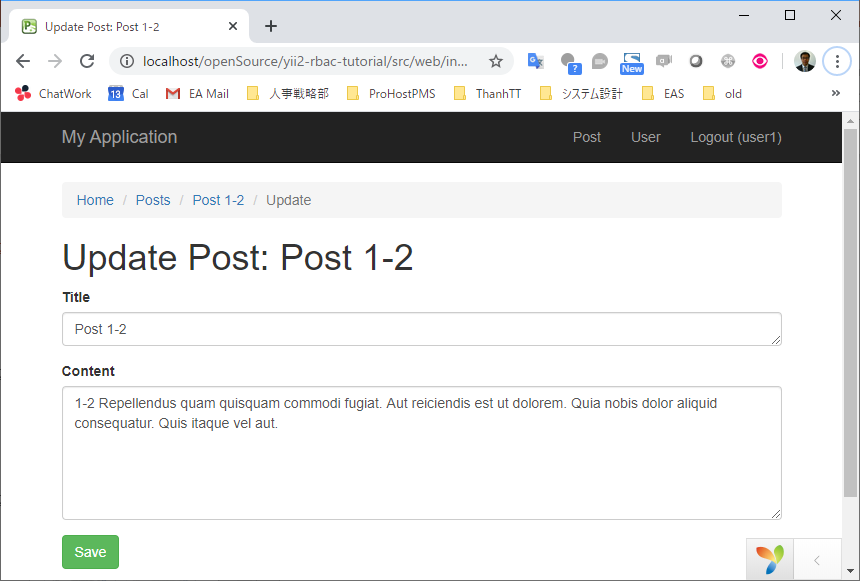 Update Post: Post 1-2
localhost/openSource/yii2-rbac-tutorial/src/web/in...
?
New
ChatWork
13 Cal
EA Mail
人事戦略部
ProHostPMS
ThanhTT
システム設計
EAS
old
»
My Application
Post
User
Logout (user1)
Home / Posts / Post 1-2 / Update
Update Post: Post 1-2
Title
Post 1-2
Content
1-2 Repellendus quam quisquam commodi fugiat. Aut reiciendis est ut dolorem. Quia nobis dolor aliquid
consequatur. Quis itaque vel aut.
Save